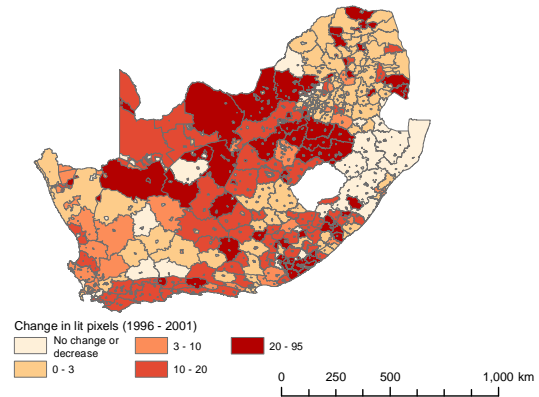 Change in lit pixels (1996 - 2001)
No change or
decrease
3 - 10
20 - 95
0 - 3
10 - 20
0 250 500 1,000 km